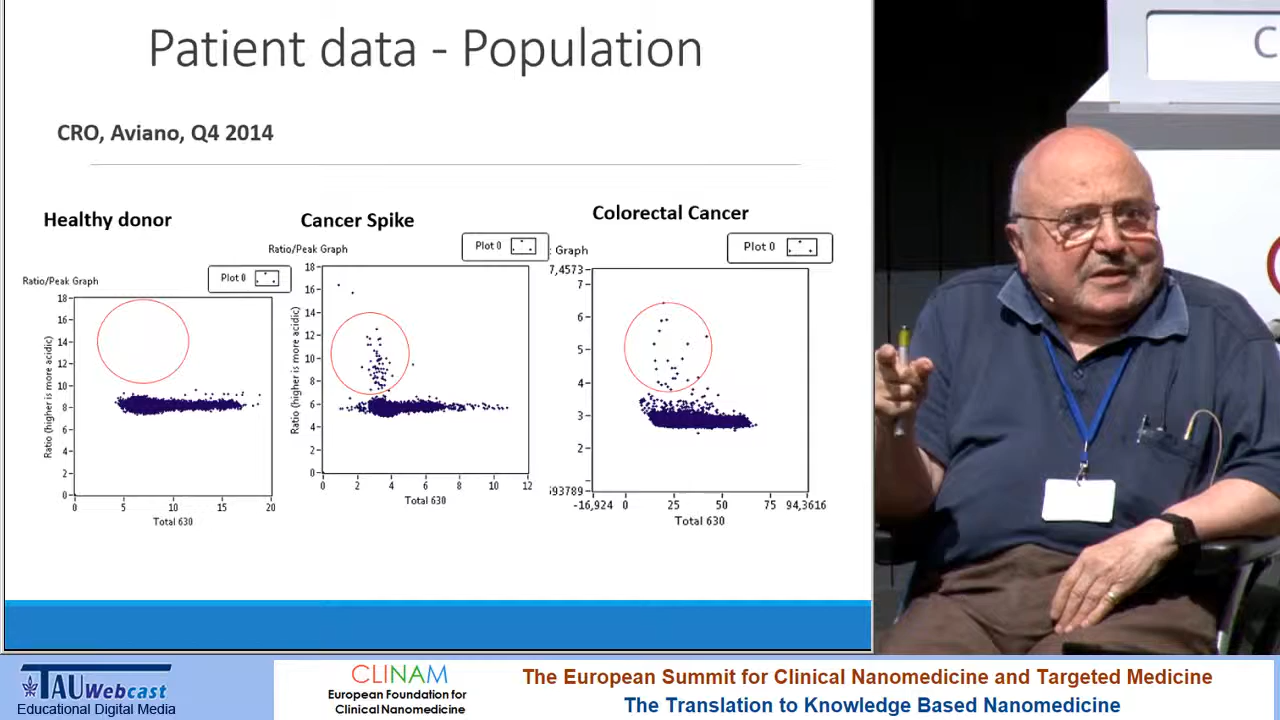 Patient data - Population
CRO, Aviano, Q4 2014
Healthy donor
Cancer Spike
Colorectal Cancer
Ratio/Peak Graph
Plot 0
Ratio (higher is more acidic)
18
16
14
12
10
8
6
4
2
0
0 5 10 15 20
Total 630
Ratio/Peak Graph
Plot 0
Ratio (higher is more acidic)
18
16
14
12
10
8
6
4
2
0
0 2 4 6 8 10 12
Total 630
: Graph
Plot 0
7,4573
7
6
5
4
3
2
593789
-16,924 0 25 50 75 94,3616
Total 630
C
TAUWebcast
Educational Digital Media
CLINAM
European Foundation for
Clinical Nanomedicine
The European Summit for Clinical Nanomedicine and Targeted Medicine
The Translation to Knowledge Based Nanomedicine